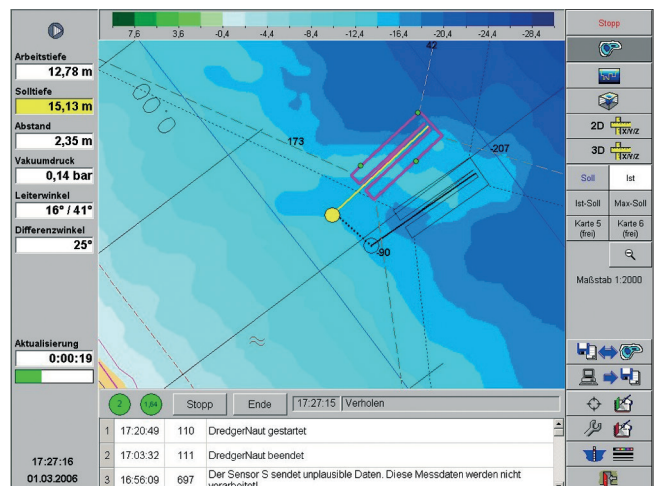 7,6 3,6 -0,4 -4,4 -8,4 -12,4 -16,4 -20,4 -24,4 -28,4
Arbeitstiefe
12,78 m
Solltiefe
15,13 m
Abstand
2,35 m
Vakuumdruck
0,14 bar
Leiterwinkel
16° / 41°
Differenzwinkel
25°
Aktualisierung
0:00:19
17:27:16
01.03.2006
42
173
-207
-90
2 1,64 Stopp Ende 17:27:15 Verholen
1 17:20:49 110 DredgerNaut gestartet
2 17:03:32 111 DredgerNaut beendet
3 16:56:09 697 Der Sensor S sendet unplausible Daten. Diese Messdaten werden nicht
verarbeitet!
Stopp
2D X/Y/Z
3D X/Y/Z
Soll Ist
Ist-Soll Max-Soll
Karte 5 (frei) Karte 6 (frei)
Maßstab 1:2000